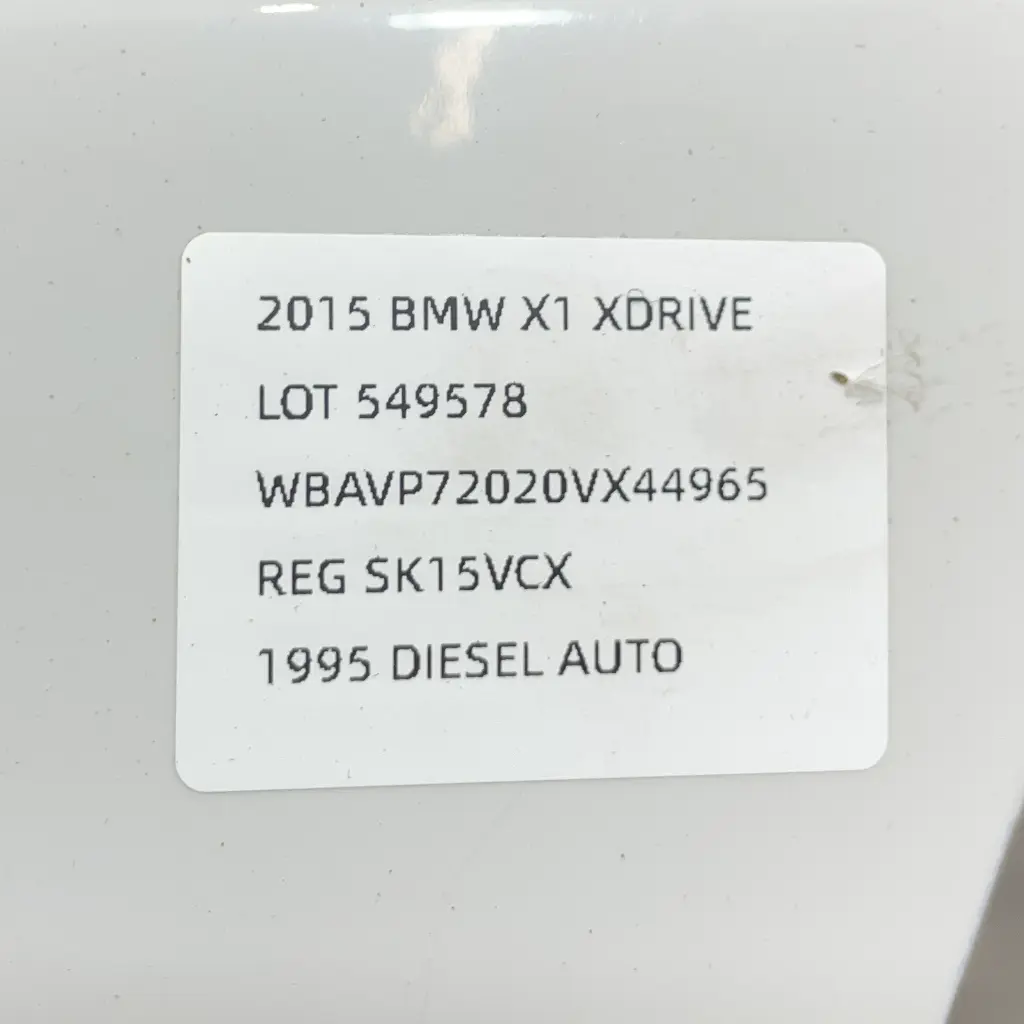 2015 BMW X1 XDRIVE
LOT 549578
WBAVP72020VX44965
REG SK15VCX
1995 DIESEL AUTO